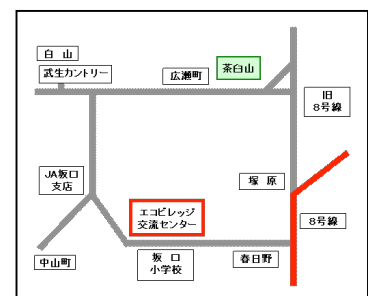 白 山
武生カントリー
広瀬町
茶臼山
旧
8号線
JA坂口
支店
塚 原
エコビレッジ
交流センター
8号線
中山町
坂 口
小学校
春日野